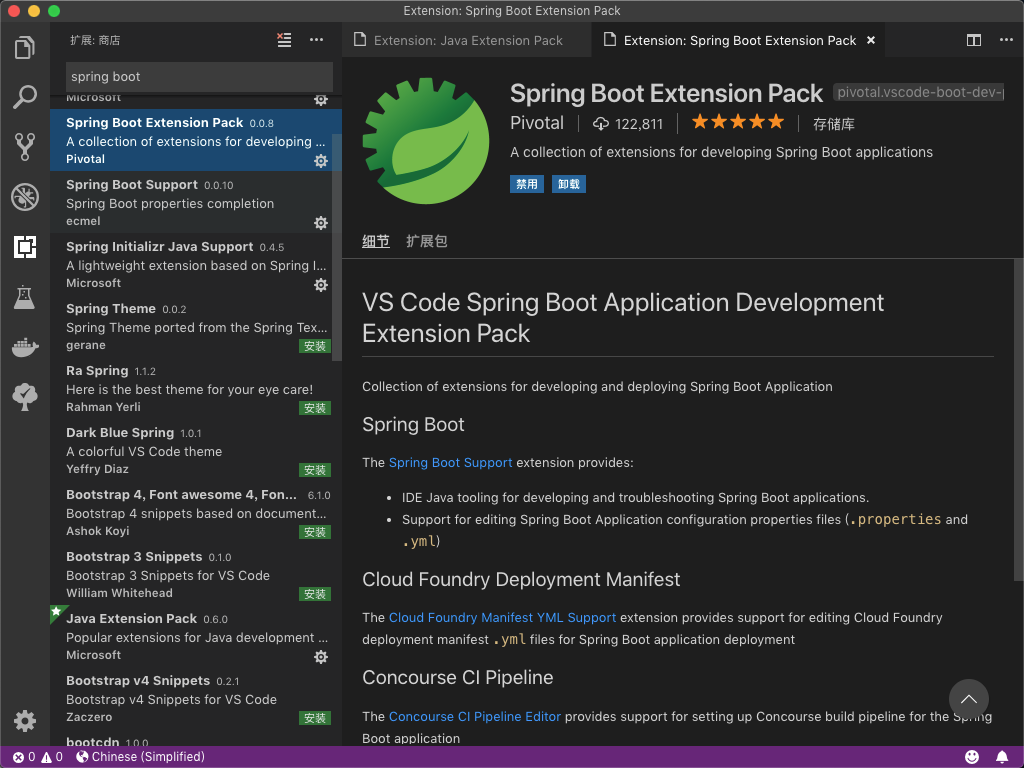 Extension: Spring Boot Extension Pack
扩展: 商店
spring boot
Microsoft
Spring Boot Extension Pack 0.0.8
A collection of extensions for developing ...
Pivotal
Spring Boot Support 0.0.10
Spring Boot properties completion
ecmel
Spring Initializr Java Support 0.4.5
A lightweight extension based on Spring I...
Microsoft
Spring Theme 0.0.2
Spring Theme ported from the Spring Tex...
gerane 安装
Ra Spring 1.1.2
Here is the best theme for your eye care!
Rahman Yerli 安装
Dark Blue Spring 1.0.1
A colorful VS Code theme
Yeffry Diaz 安装
Bootstrap 4, Font awesome 4, Fon... 6.1.0
Bootstrap 4 snippets based on document...
Ashok Koyi 安装
Bootstrap 3 Snippets 0.1.0
Bootstrap 3 Snippets for VS Code
William Whitehead 安装
Java Extension Pack 0.6.0
Popular extensions for Java development ...
Microsoft
Bootstrap v4 Snippets 0.2.1
Bootstrap v4 Snippets for VS Code
Zaczero 安装
bootcdn 1.0.0
Extension: Java Extension Pack
Extension: Spring Boot Extension Pack ×
Spring Boot Extension Pack pivotal.vscode-boot-dev-
Pivotal 122,811 存储库
A collection of extensions for developing Spring Boot applications
禁用 卸载
细节 扩展包
VS Code Spring Boot Application Development
Extension Pack
Collection of extensions for developing and deploying Spring Boot Application
Spring Boot
The Spring Boot Support extension provides:
• IDE Java tooling for developing and troubleshooting Spring Boot applications.
• Support for editing Spring Boot Application configuration properties files (.properties and
.yml)
Cloud Foundry Deployment Manifest
The Cloud Foundry Manifest YML Support extension provides support for editing Cloud Foundry
deployment manifest .yml files for Spring Boot application deployment
Concourse CI Pipeline
The Concourse CI Pipeline Editor provides support for setting up Concourse build pipeline for the Spring
Boot application
0 0 Chinese (Simplified)